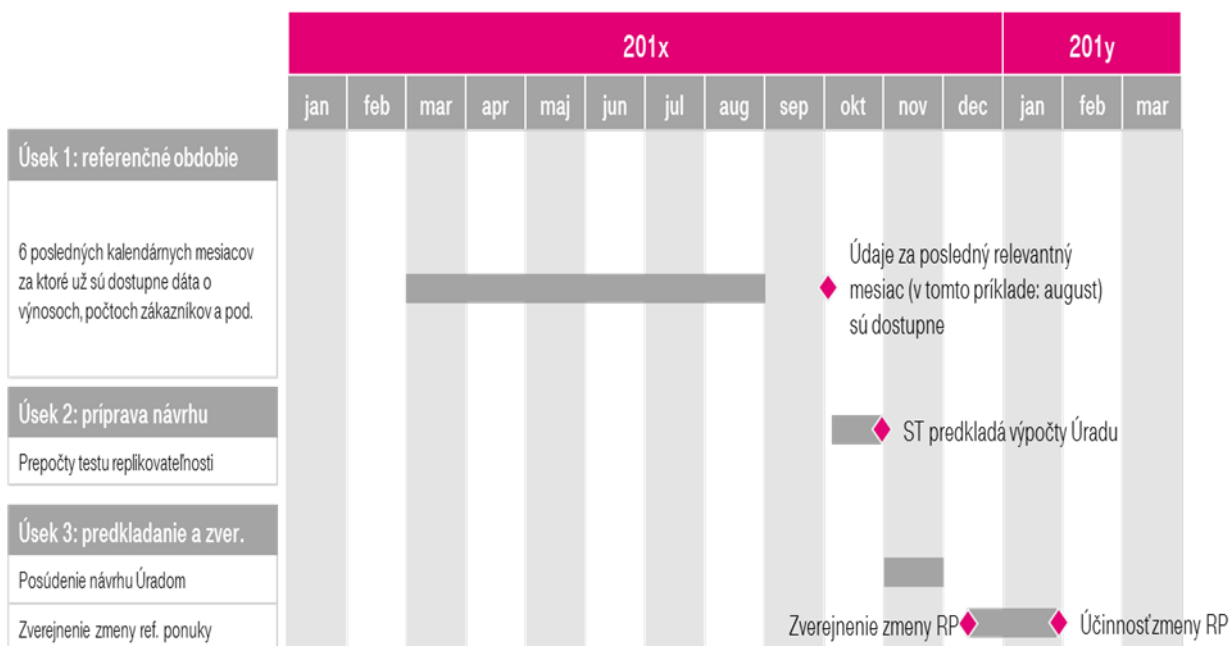 201x 201y
jan feb mar apr maj jun jul aug sep okt nov dec jan feb mar
Úsek 1: referenčné obdobie
6 posledných kalendárnych mesiacov
za ktoré už sú dostupne dáta o
výnosoch, počtoch zákazníkov a pod.
Údaje za posledný relevantný
mesiac (v tomto príklade: august)
sú dostupne
Úsek 2: príprava návrhu
Prepočty testu replikovateľnosti
ST predkladá výpočty Úradu
Úsek 3: predkladanie a zver.
Posúdenie návrhu Úradom
Zverejnenie zmeny ref. ponuky
Zverejnenie zmeny RP
Účinnosť zmeny RP